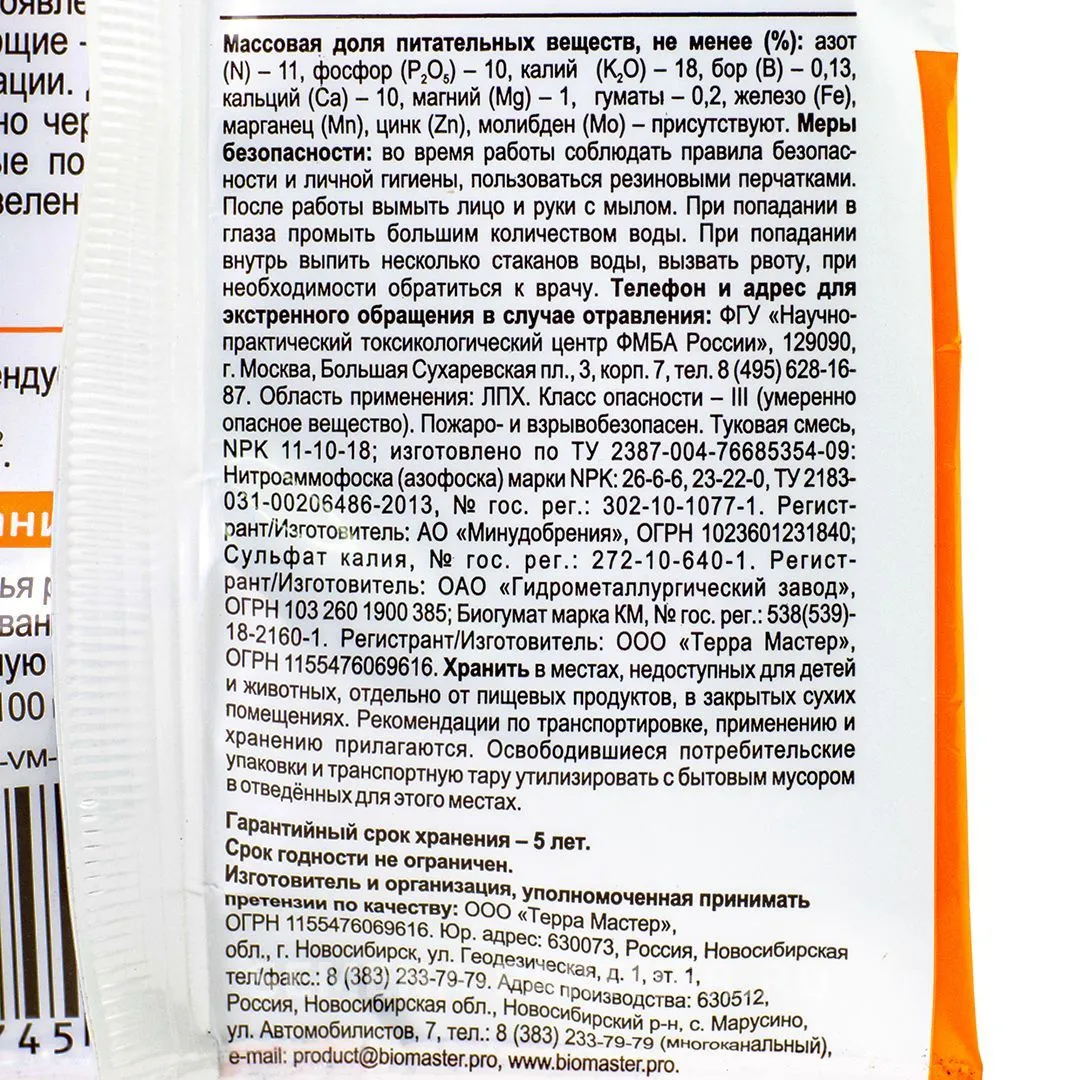 ющие -
ации.
но чер
ые по
зелен
енду
ани
ья р
ван
ную
100
-VM-
745
Массовая доля питательных веществ, не менее (%): азот
(N) – 11, фосфор (P₂O₅) – 10, калий (K₂O) – 18, бор (B) – 0,13,
кальций (Ca) – 10, магний (Mg) – 1, гуматы – 0,2, железо (Fe),
марганец (Mn), цинк (Zn), молибден (Mo) – присутствуют. Меры
безопасности: во время работы соблюдать правила безопас-
ности и личной гигиены, пользоваться резиновыми перчатками.
После работы вымыть лицо и руки с мылом. При попадании в
глаза промыть большим количеством воды. При попадании
внутрь выпить несколько стаканов воды, вызвать рвоту, при
необходимости обратиться к врачу. Телефон и адрес для
экстренного обращения в случае отравления: ФГУ «Научно-
практический токсикологический центр ФМБА России», 129090,
г. Москва, Большая Сухаревская пл., 3, корп. 7, тел. 8 (495) 628-16-
87. Область применения: ЛПХ. Класс опасности – III (умеренно
опасное вещество). Пожаро- и взрывобезопасен. Туковая смесь,
NPK 11-10-18; изготовлено по ТУ 2387-004-76685354-09:
Нитроаммофоска (азофоска) марки NPK: 26-6-6, 23-22-0, ТУ 2183-
031-00206486-2013, № гос. рег.: 302-10-1077-1. Регист-
рант/Изготовитель: АО «Минудобрения», ОГРН 1023601231840;
Сульфат калия, № гос. рег.: 272-10-640-1. Регист-
рант/Изготовитель: ОАО «Гидрометаллургический завод»,
ОГРН 103 260 1900 385; Биогумат марка КМ, № гос. рег.: 538(539)-
18-2160-1. Регистрант/Изготовитель: ООО «Терра Мастер»,
ОГРН 1155476069616. Хранить в местах, недоступных для детей
и животных, отдельно от пищевых продуктов, в закрытых сухих
помещениях. Рекомендации по транспортировке, применению и
хранению прилагаются. Освободившиеся потребительские
упаковки и транспортную тару утилизировать с бытовым мусором
в отведённых для этого местах.
Гарантийный срок хранения – 5 лет.
Срок годности не ограничен.
Изготовитель и организация, уполномоченная принимать
претензии по качеству: ООО «Терра Мастер»,
ОГРН 1155476069616. Юр. адрес: 630073, Россия, Новосибирская
обл., г. Новосибирск, ул. Геодезическая, д. 1, эт. 1,
тел/факс.: 8 (383) 233-79-79. Адрес производства: 630512,
Россия, Новосибирская обл., Новосибирский р-н, с. Марусино,
ул. Автомобилистов, 7, тел.: 8 (383) 233-79-79 (многоканальный),
e-mail: product@biomaster.pro, www.biomaster.pro.